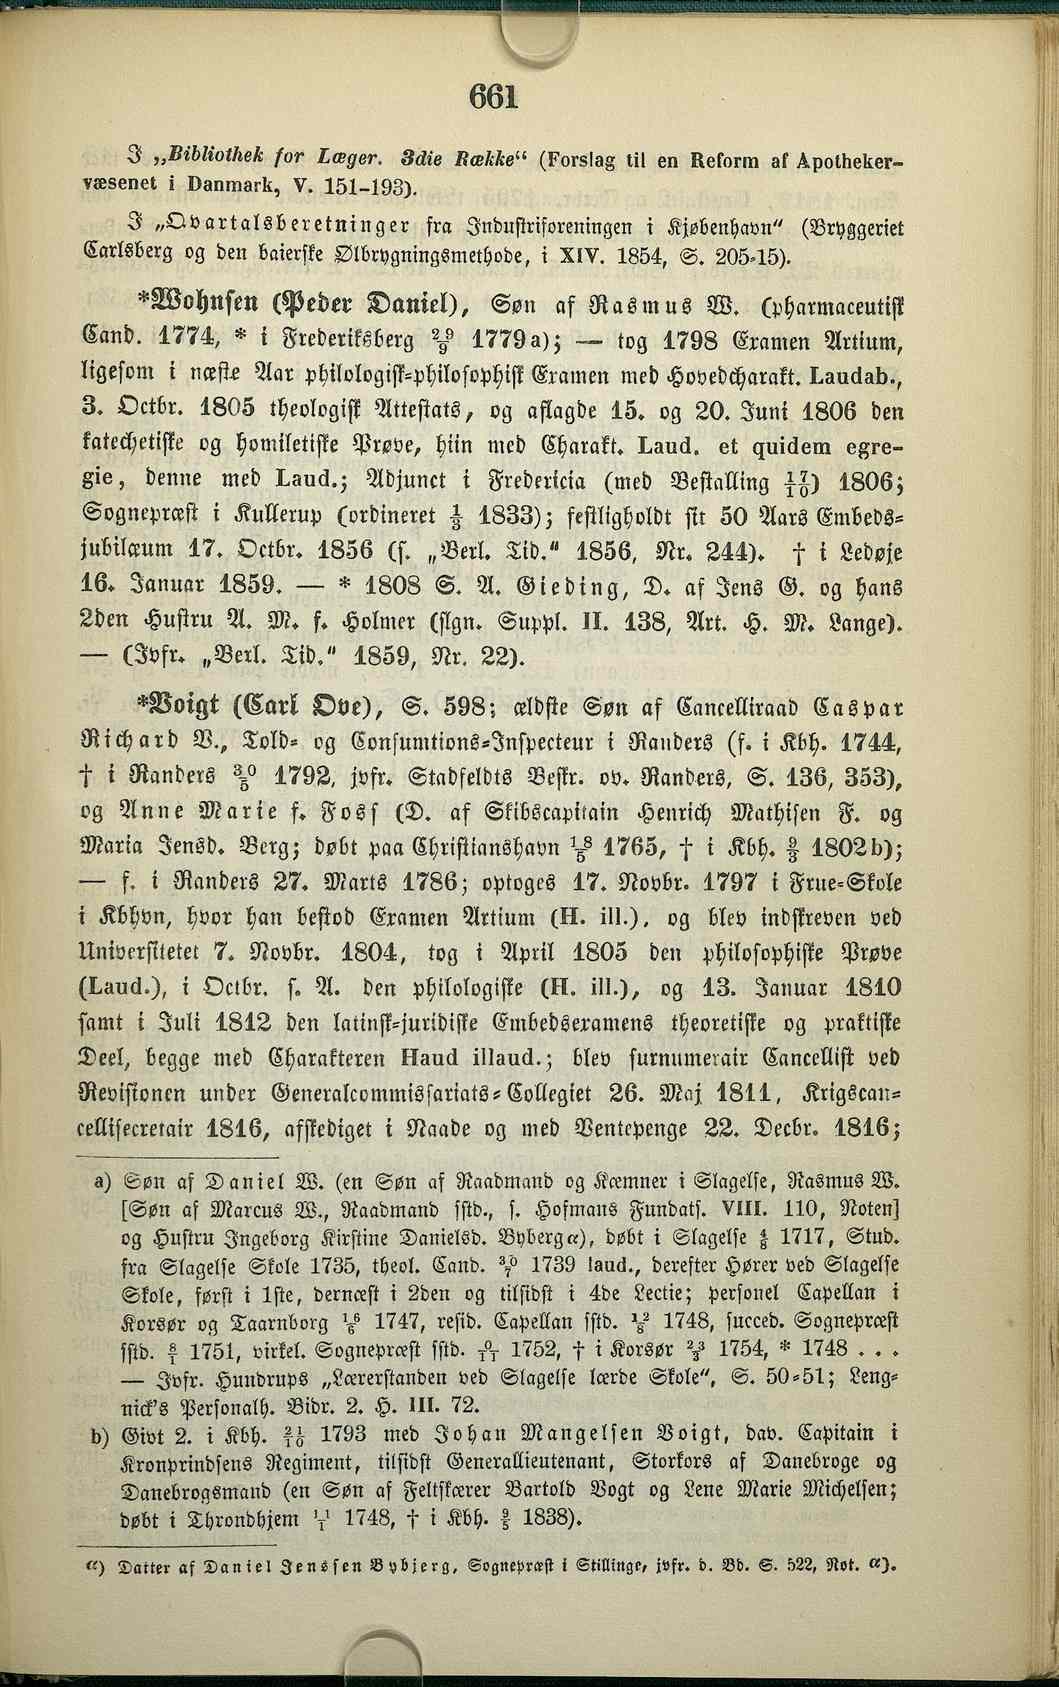 661
I „Bibliothek for Læger. 3die Række“ (Forslag til en Reform af Apotheker-
væsenet i Danmark, V. 151-193).
I „Qvartalsberetninger fra Industriforeningen i Kjøbenhavn“ (Bryggeriet
Carlsberg og den baierske Ølbrygningsmethode, i XIV. 1854, S. 205-15).
*Wohnsen (Peder Daniel), Søn af Rasmus W. (pharmaceutisk
Cand. 1774, * i Frederiksberg 29/9 1779a); — tog 1798 Examen Artium,
ligesom i næste Aar philologisk-philosophisk Examen med Hovedcharakt. Laudab.,
3. Octbr. 1805 theologisk Attestats, og aflagde 15. og 20. Juni 1806 den
katechetiske og homiletiske Prøve, hiin med Charakt. Laud. et quidem egre-
gie, denne med Laud.; Adjunct i Fredericia (med Bestalling 17/10) 1806;
Sognepræst i Kullerup (ordineret 1/3 1833); festligholdt sit 50 Aars Embeds-
jubilæum 17. Octbr. 1856 (s. „Berl. Tid.“ 1856, Nr. 244). † i Ledøje
16. Januar 1859. — * 1808 S. A. Gieding, D. af Jens G. og hans
2den Hustru A. M. f. Holmer (slgn. Suppl. II. 138, Art. H. M. Lange).
— (Jvfr. „Berl. Tid.“ 1859, Nr. 22).
*Voigt (Carl Ove), S. 598; ældste Søn af Cancelliraad Caspar
Richard V., Told- og Consumtions-Inspecteur i Randers (f. i Kbh. 1744,
† i Randers 30/5 1792, jvfr. Stadfeldts Beskr. ov. Randers, S. 136, 353),
og Anne Marie f. Foss (D. af Skibscapitain Henrich Mathisen F. og
Maria Jensd. Berg; døbt paa Christianshavn 18/5 1765, † i Kbh. 9/3 1802b);
— f. i Randers 27. Marts 1786; optoges 17. Novbr. 1797 i Frue-Skole
i Kbhvn, hvor han bestod Examen Artium (H. ill.), og blev indskreven ved
Universitetet 7. Novbr. 1804, tog i April 1805 den philosophiske Prøve
(Laud.), i Octbr. s. A. den philologiske (H. ill.), og 13. Januar 1810
samt i Juli 1812 den latinsk-juridiske Embedsexamens theoretiske og praktiske
Deel, begge med Charakteren Haud illaud.; blev surnumerair Cancellist ved
Revisionen under Generalcommissariats-Collegiet 26. Maj 1811, Krigscan-
cellisecretair 1816, afskediget i Naade og med Ventepenge 22. Decbr. 1816;
a) Søn af Daniel W. (en Søn af Raadmand og Kæmner i Slagelse, Rasmus W.
[Søn af Marcus W., Raadmand sstd., s. Hofmans Fundats. VIII. 110, Noten]
og Hustru Ingeborg Kirstine Danielsd. Bybergα), døbt i Slagelse 4/8 1717, Stud.
fra Slagelse Skole 1735, theol. Cand. 30/7 1739 laud., derefter Hører ved Slagelse
Skole, først i 1ste, dernæst i 2den og tilsidst i 4de Lectie; personel Capellan i
Korsør og Taarnborg 16/6 1747, resid. Capellan sstd. 12/8 1748, succed. Sognepræst
sstd. 8/1 1751, virkel. Sognepræst sstd. 10/11 1752, † i Korsør 23/3 1754, * 1748 . . .
— Jvfr. Hundrups „Lærerstanden ved Slagelse lærde Skole“, S. 50-51; Leng-
nick's Personalh. Bidr. 2. H. III. 72.
b) Givt 2. i Kbh. 21/10 1793 med Johan Mangelsen Voigt, dav. Capitain i
Kronprindsens Regiment, tilsidst Generallieutenant, Storkors af Danebroge og
Danebrogsmand (en Søn af Feltskærer Bartold Vogt og Lene Marie Michelsen;
døbt i Throndhjem 11/1 1748, † i Kbh. 9/5 1838).
α) Datter af Daniel Jenssen Bybjerg, Sognepræst i Stillinge, jvfr. d. Bd. S. 522, Not. α).